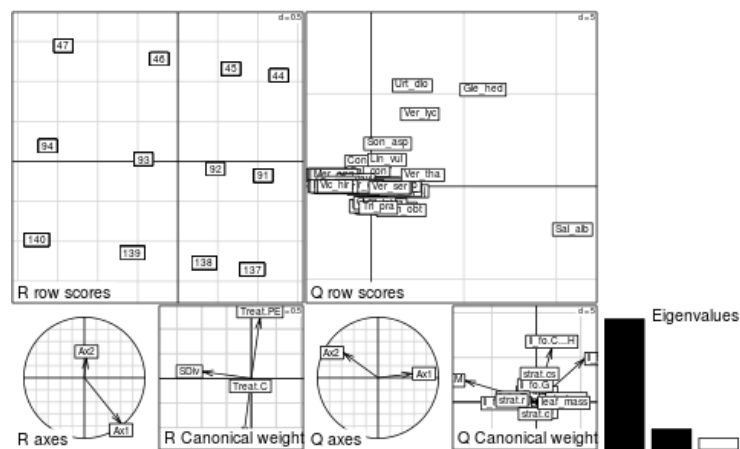 d = 0.5
47
46
45
44
94
93
92
91
140
139
138
137
R row scores
d = 5
Urt_dio
Gle_hed
Ver_lyc
Son_asp
Lin_vul
Ver_tha
Vic_hir
Ver_ser
Tri_pra
Sal_alb
Q row scores
Ax2
Ax1
R axes
Treat.PE
SDiv
Treat.C
R Canonical weight
Ax2
Ax1
Q axes
d = 5
strat.cs
strat.r
leaf_mass
strat.c
Q Canonical weight
Eigenvalues